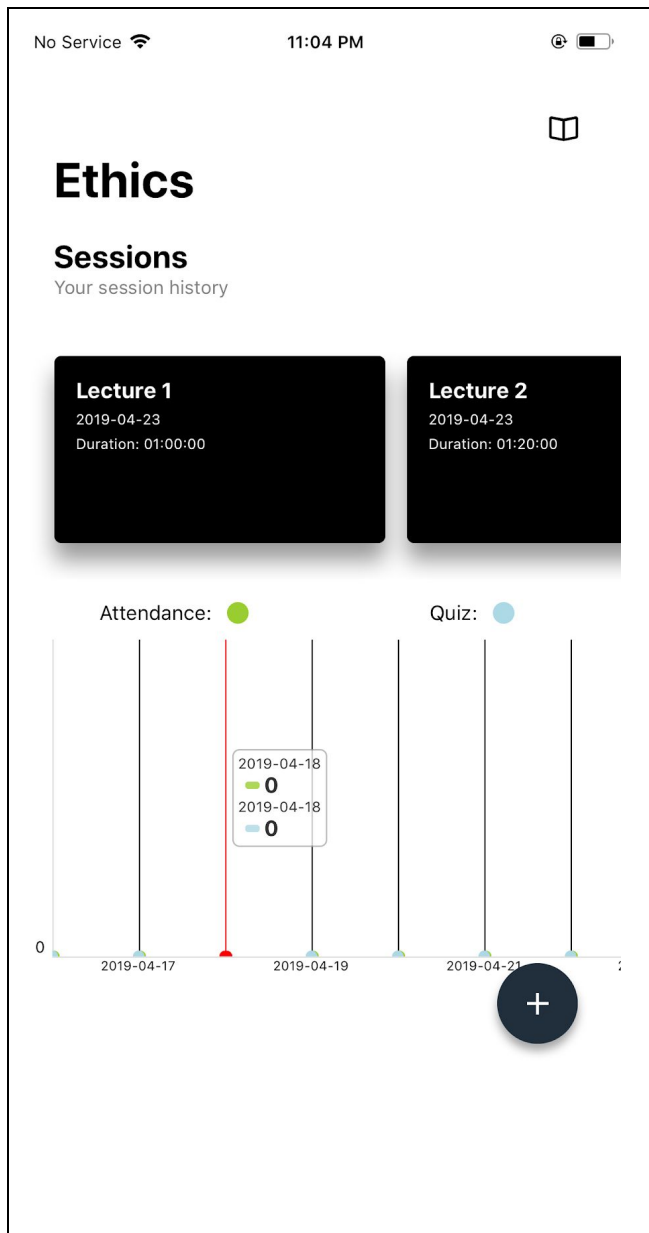 No Service 11:04 PM
Ethics
Sessions
Your session history
Lecture 1
2019-04-23
Duration: 01:00:00
Lecture 2
2019-04-23
Duration: 01:20:00
Attendance: Quiz:
2019-04-18
0
2019-04-18
0
0
2019-04-17 2019-04-19 2019-04-21
+